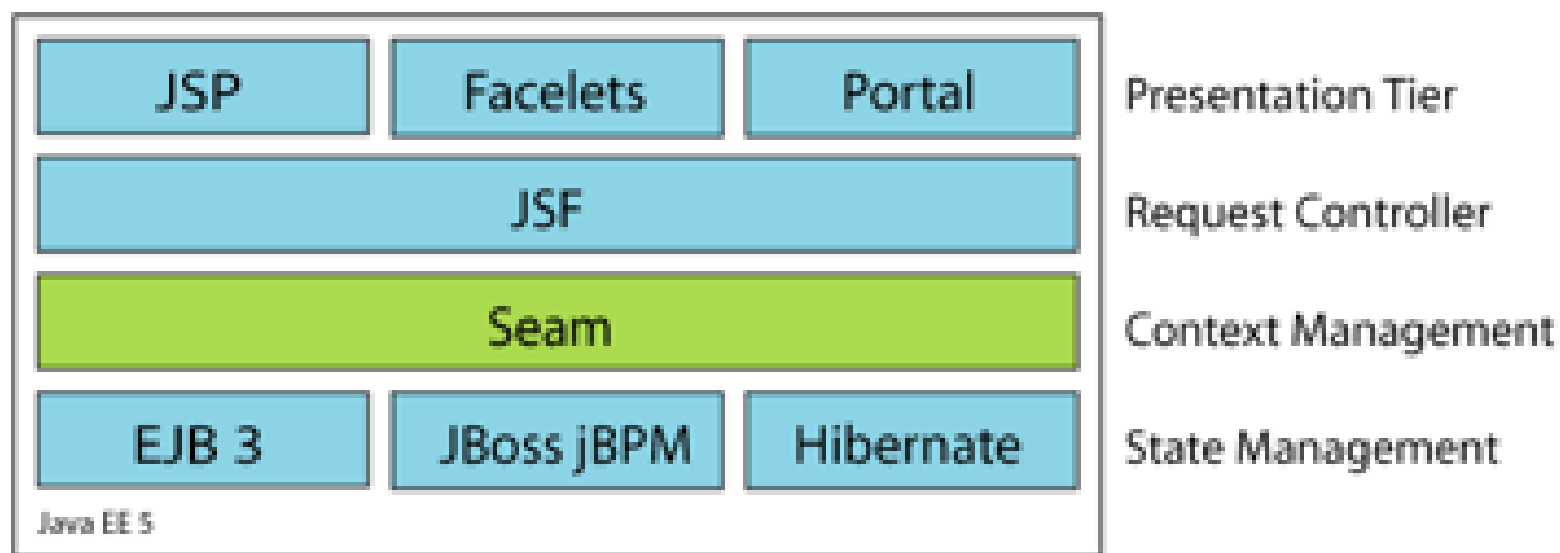 JSP Facelets Portal Presentation Tier
JSF Request Controller
Seam Context Management
EJB 3 JBoss jBPM Hibernate State Management
Java EE 5